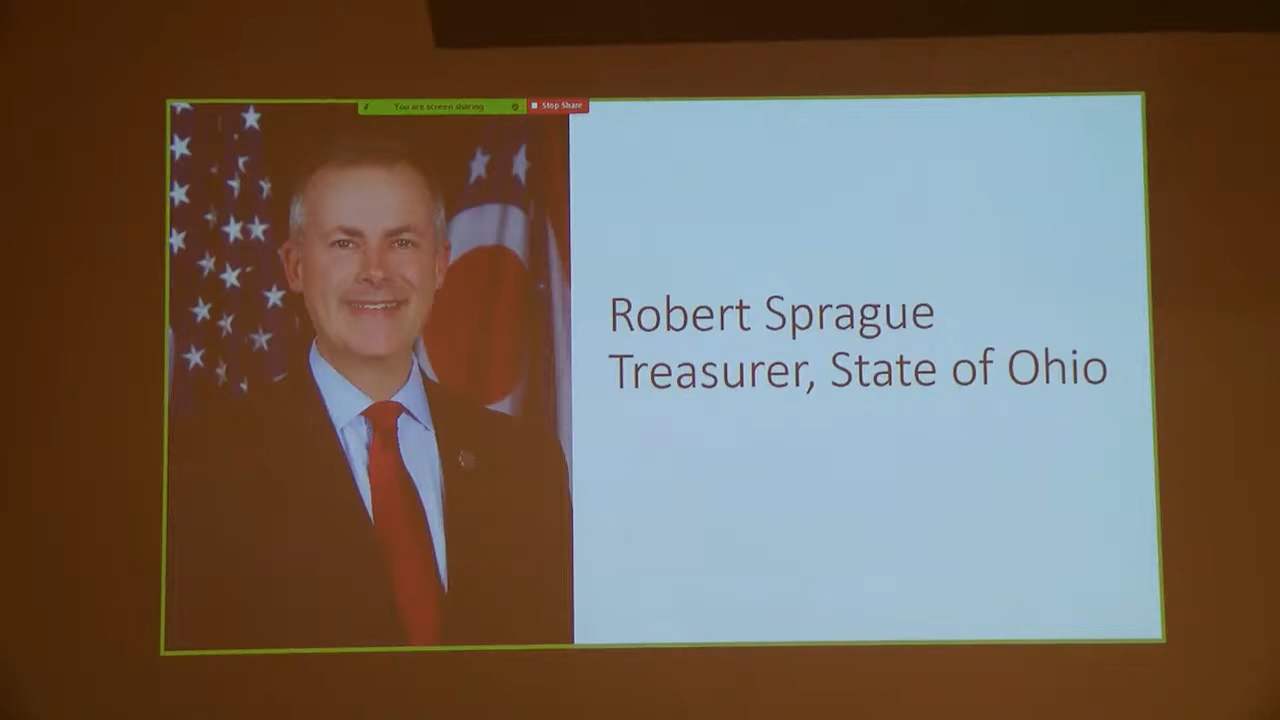 You are screen sharing
Stop Share
Robert Sprague
Treasurer, State of Ohio